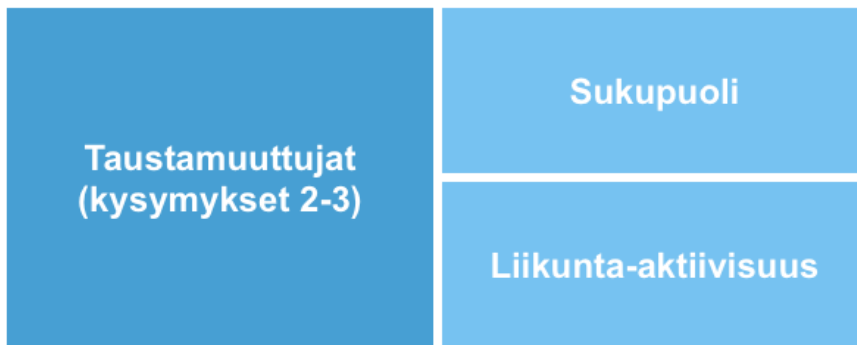 Taustamuuttujat
(kysymykset 2-3)
Sukupuoli
Liikunta-aktiivisuus